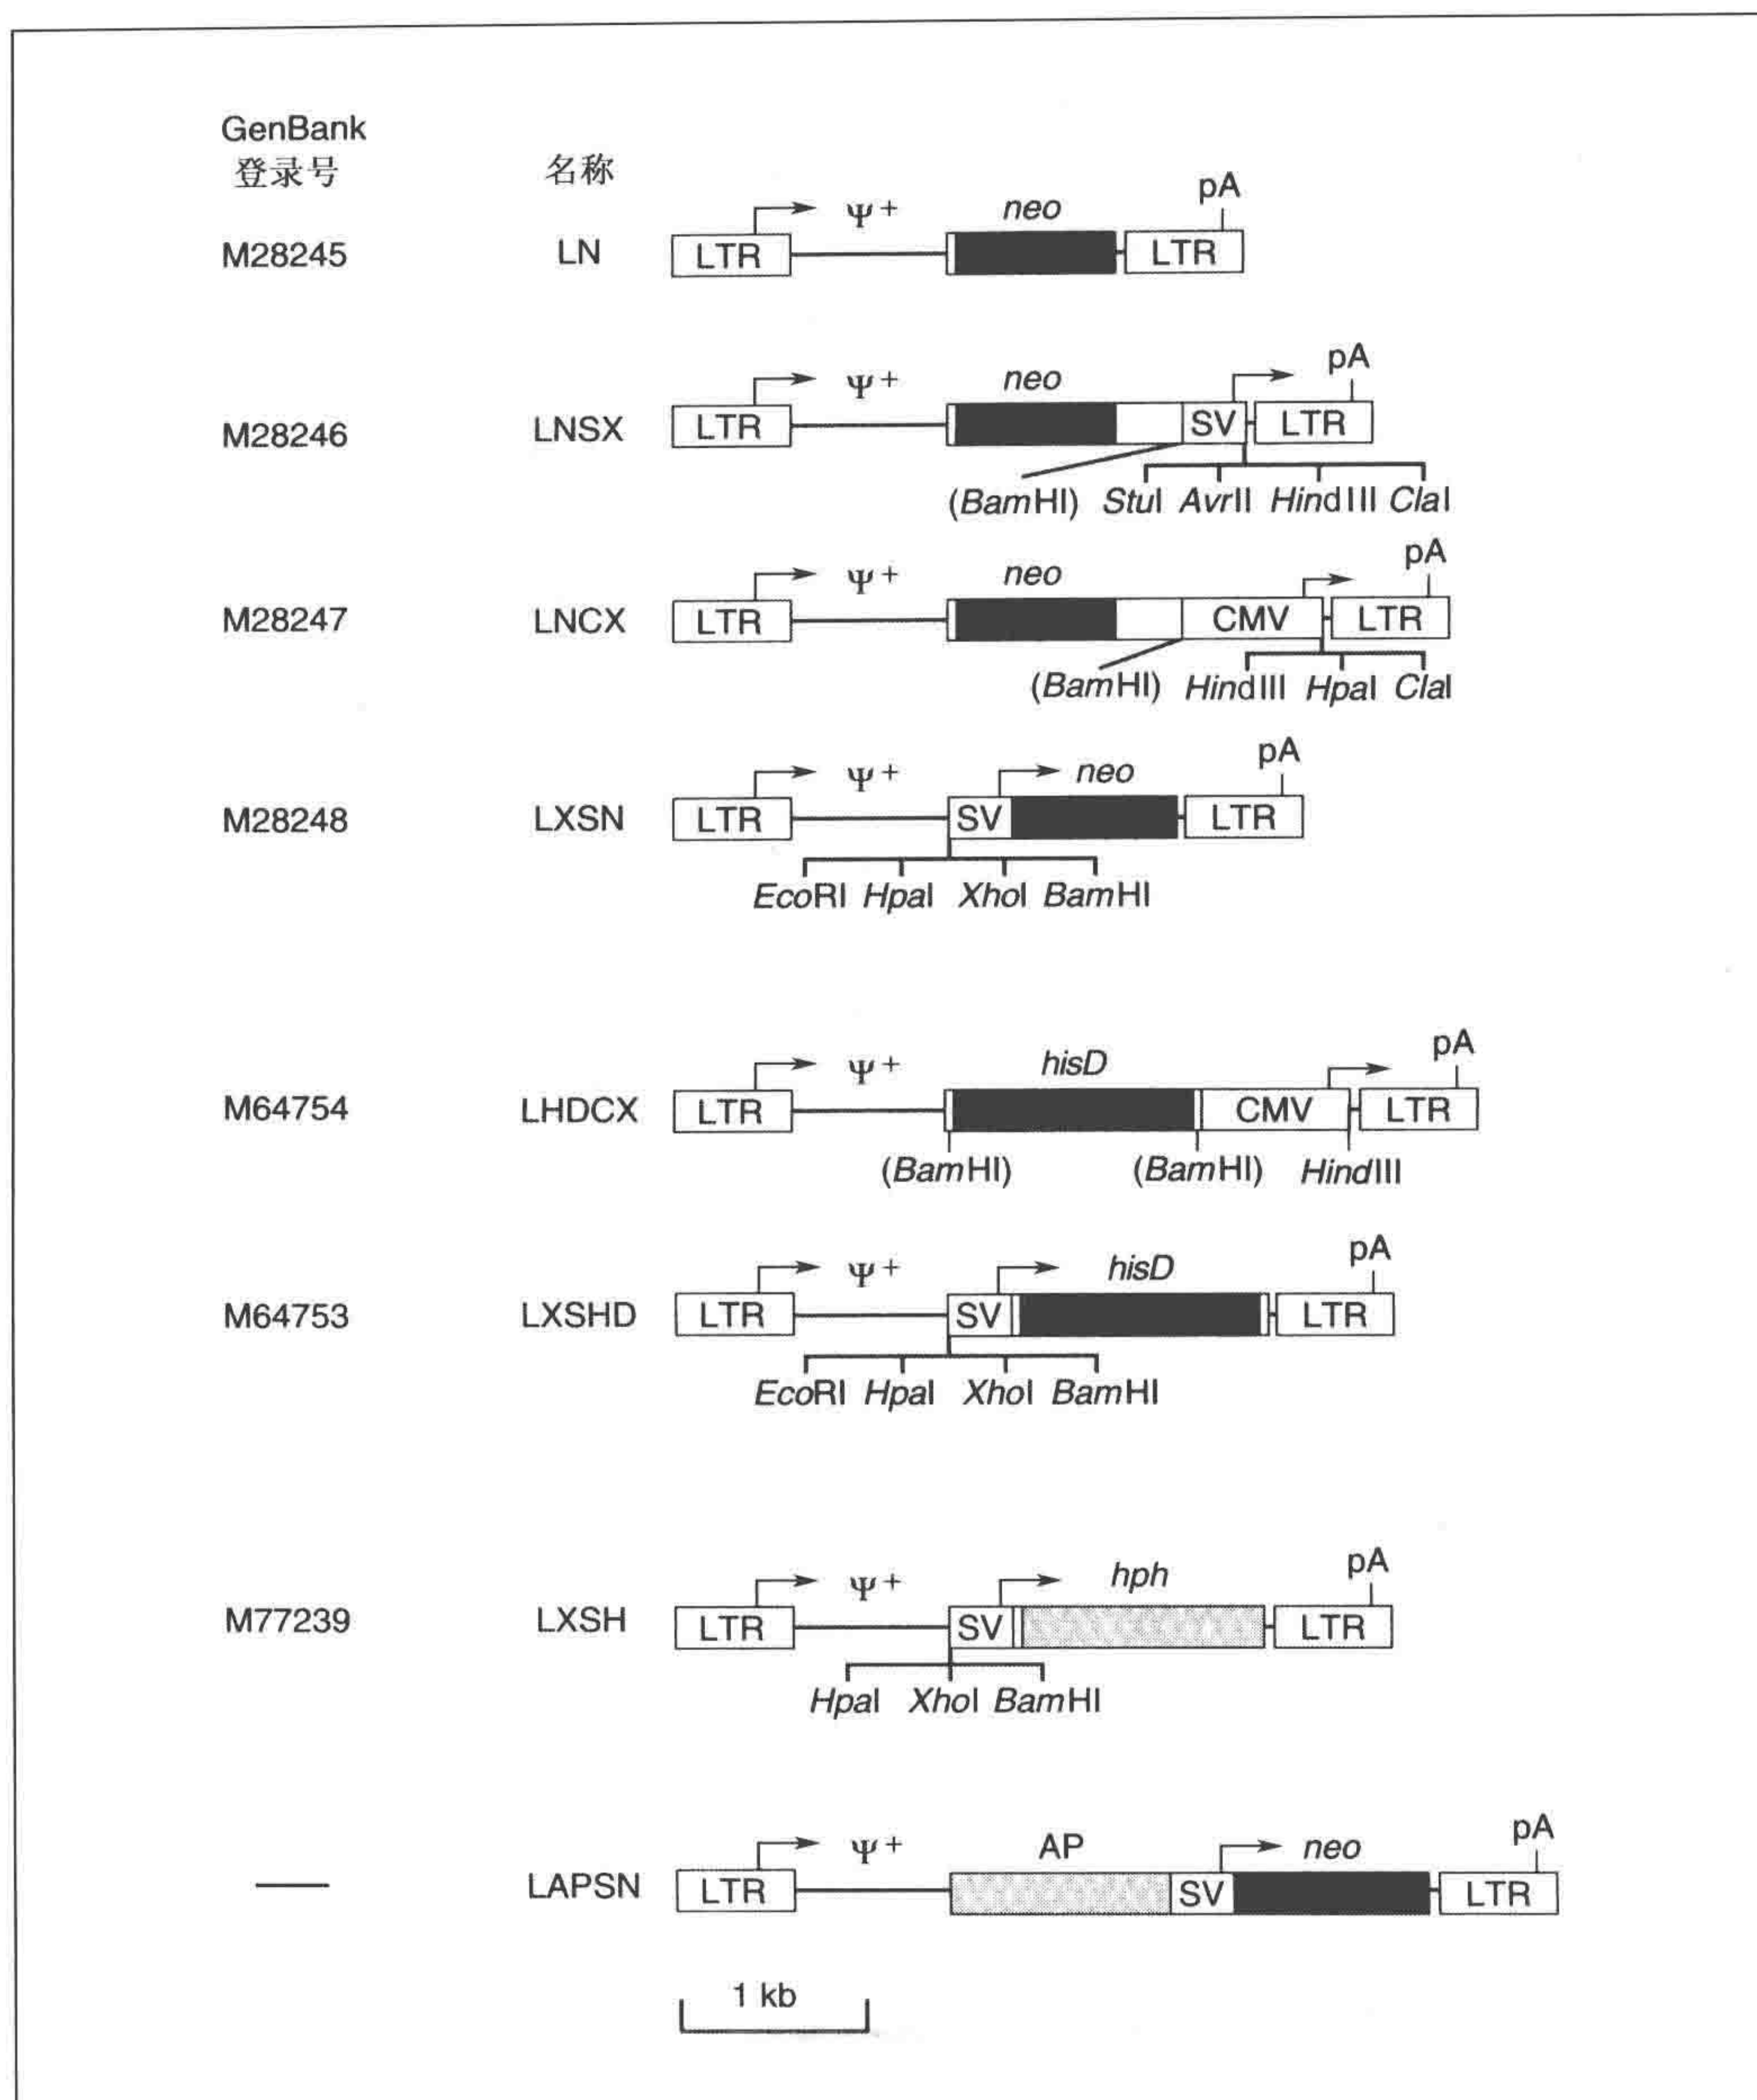 GenBank
登录号 名称
pA
Ψ+ neo
M28245 LN LTR LTR
pA
Ψ+ neo
M28246 LNSX LTR SV LTR
(BamHI) StuI AvrII HindIII ClaI
pA
Ψ+ neo
M28247 LNCX LTR CMV LTR
(BamHI) HindIII HpaI ClaI
pA
Ψ+ neo
M28248 LXSN LTR SV LTR
EcoRI HpaI XhoI BamHI
pA
Ψ+ hisD
M64754 LHDCX LTR CMV LTR
(BamHI) (BamHI) HindIII
pA
Ψ+ hisD
M64753 LXSHD LTR SV LTR
EcoRI HpaI XhoI BamHI
pA
Ψ+ hph
M77239 LXSH LTR SV LTR
HpaI XhoI BamHI
pA
Ψ+ AP neo
— LAPSN LTR SV LTR
1 kb